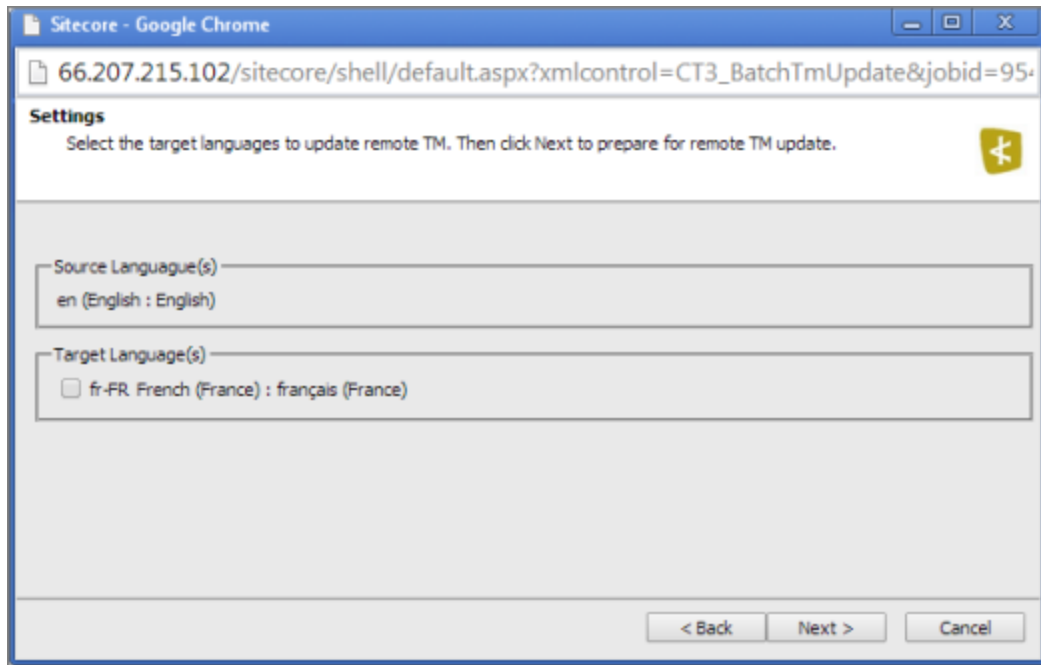 Sitecore - Google Chrome
66.207.215.102/sitecore/shell/default.aspx?xmlcontrol=CT3_BatchTmUpdate&jobid=954
Settings
Select the target languages to update remote TM. Then click Next to prepare for remote TM update.
Source Languague(s)
en (English : English)
Target Language(s)
fr-FR French (France) : français (France)
< Back Next > Cancel